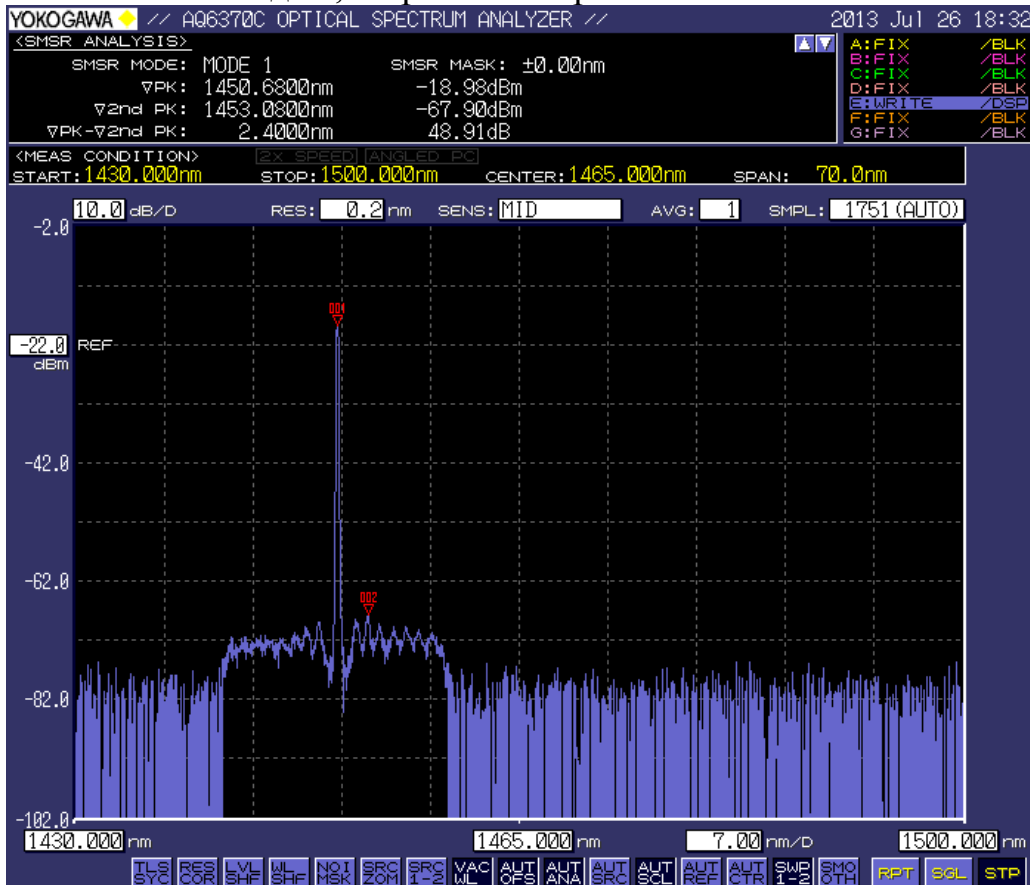 YOKOGAWA // AQ6370C OPTICAL SPECTRUM ANALYZER // 2013 Jul 26 18:32
<SMSR ANALYSIS>
SMSR MODE: MODE 1 SMSR MASK: ±0.00nm
▽PK: 1450.6800nm -18.98dBm
▽2nd PK: 1453.0800nm -67.90dBm
▽PK-▽2nd PK: 2.4000nm 48.91dB
A:FIX /BLK
B:FIX /BLK
C:FIX /BLK
D:FIX /BLK
E:WRITE /DSP
F:FIX /BLK
G:FIX /BLK
<MEAS CONDITION> 2X SPEED ANGLED PC
START:1430.000nm STOP:1500.000nm CENTER:1465.000nm SPAN: 70.0nm
10.0 dB/D RES: 0.2 nm SENS: MID AVG: 1 SMPL: 1751(AUTO)
-2.0
001
-22.0 REF
dBm
-42.0
-62.0
002
-82.0
-102.0
1430.000 nm 1465.000 nm 7.00 nm/D 1500.000 nm
TLS SYC RES COR LVL SHF WL SHF NOI MSK SRC ZOM SRC 1-2 VAC WL AUT OFS AUT ANA AUT SRC AUT SCL AUT REF AUT CTR SWP 1-2 SMO OTH RPT SGL STP